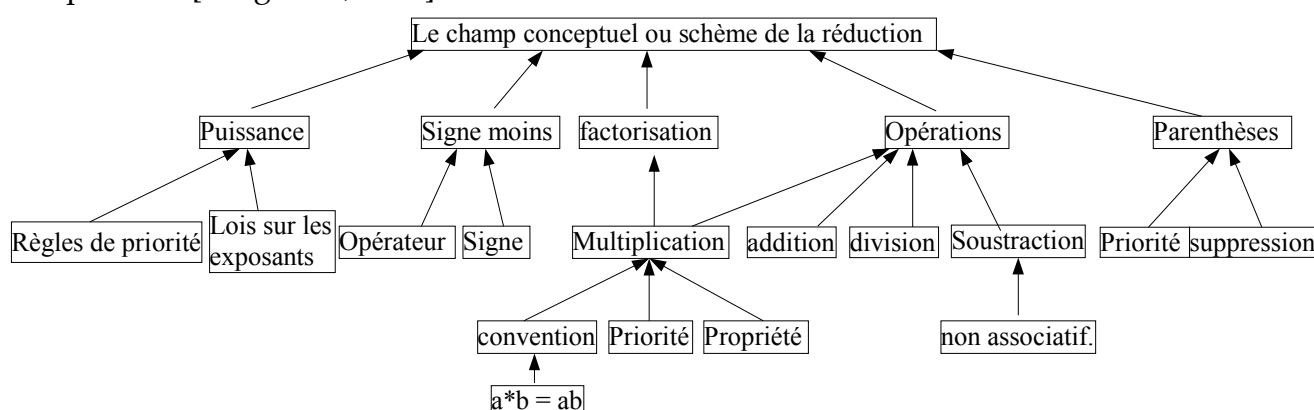 Le champ conceptuel ou schème de la réduction
Puissance
Signe moins
factorisation
Opérations
Parenthèses
Règles de priorité
Lois sur les
exposants
Opérateur
Signe
Multiplication
addition
division
Soustraction
Priorité
suppression
convention
Priorité
Propriété
non associatif.
a*b = ab